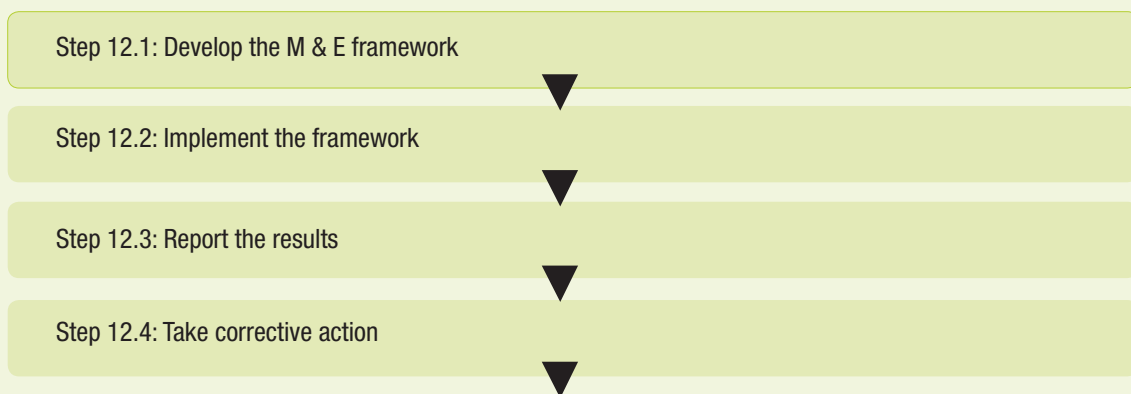 Step 12.1: Develop the M & E framework
Step 12.2: Implement the framework
Step 12.3: Report the results
Step 12.4: Take corrective action